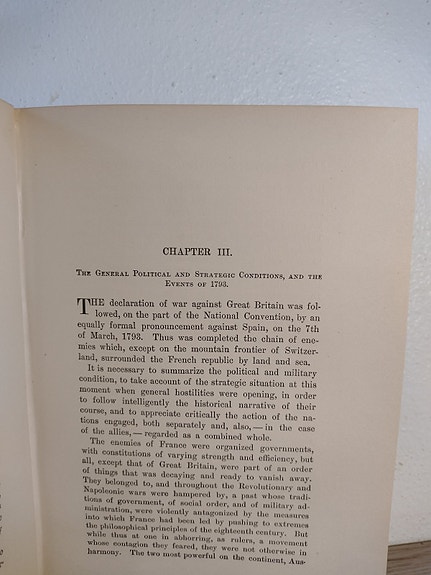 CHAPTER III.
The General Political and Strategic Conditions, and the
Events of 1793.
THE declaration of war against Great Britain was fol-
lowed, on the part of the National Convention, by an
equally formal pronouncement against Spain, on the 7th
of March, 1793. Thus was completed the chain of ene-
mies which, except on the mountain frontier of Switzer-
land, surrounded the French republic by land and sea.
It is necessary to summarize the political and military
condition, to take account of the strategic situation at this
moment when general hostilities were opening, in order
to follow intelligently the historical narrative of their
course, and to appreciate critically the action of the na-
tions engaged, both separately and, also, — in the case
of the allies, — regarded as a combined whole.
The enemies of France were organized governments,
with constitutions of varying strength and efficiency, but
all, except that of Great Britain, were part of an order
of things that was decaying and ready to vanish away.
They belonged to, and throughout the Revolutionary and
Napoleonic wars were hampered by, a past whose tradi-
tions of government, of social order, and of military ad-
ministration, were violently antagonized by the measures
into which France had been led by pushing to extremes
the philosophical principles of the eighteenth century. But
while thus at one in abhorring, as rulers, a movement
whose contagion they feared, they were not otherwise in
harmony. The two most powerful on the continent, Aus-